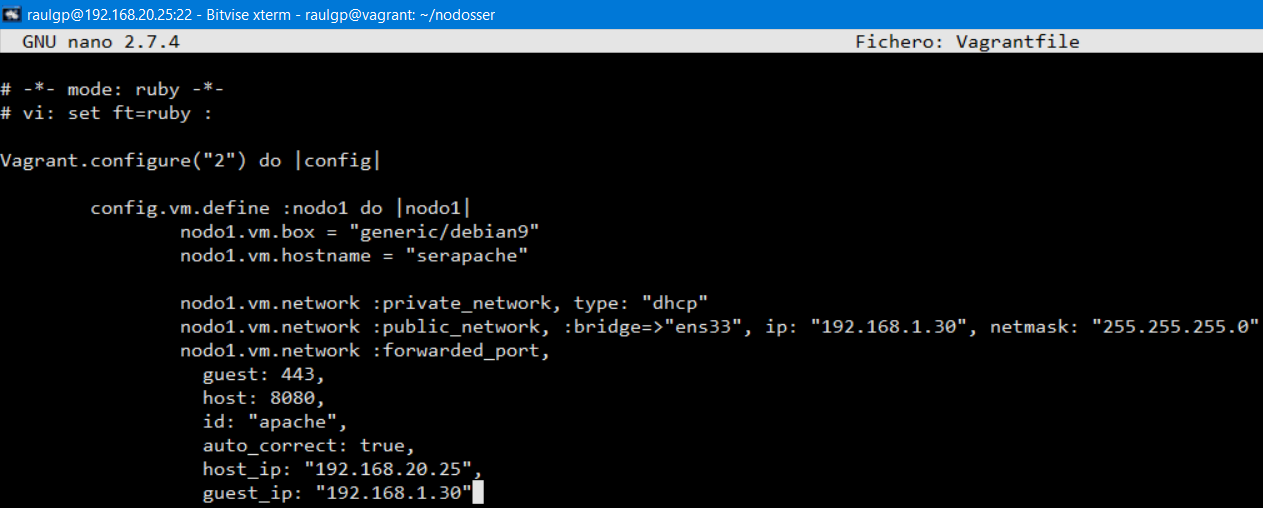 raulgp@192.168.20.25:22 - Bitvise xterm - raulgp@vagrant: ~/nodosser
GNU nano 2.7.4 Fichero: Vagrantfile
# -*- mode: ruby -*-
# vi: set ft=ruby :
Vagrant.configure("2") do |config|
config.vm.define :nodo1 do |nodo1|
nodo1.vm.box = "generic/debian9"
nodo1.vm.hostname = "serapache"
nodo1.vm.network :private_network, type: "dhcp"
nodo1.vm.network :public_network, :bridge=>"ens33", ip: "192.168.1.30", netmask: "255.255.255.0"
nodo1.vm.network :forwarded_port,
guest: 443,
host: 8080,
id: "apache",
auto_correct: true,
host_ip: "192.168.20.25",
guest_ip: "192.168.1.30"